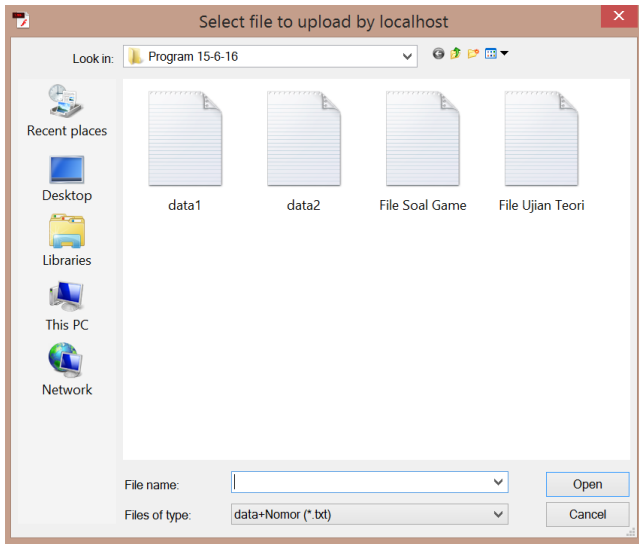 Select file to upload by localhost
Look in: Program 15-6-16
Recent places
Desktop
Libraries
This PC
Network
data1 data2 File Soal Game File Ujian Teori
File name: Open
Files of type: data+Nomor (*.txt) Cancel